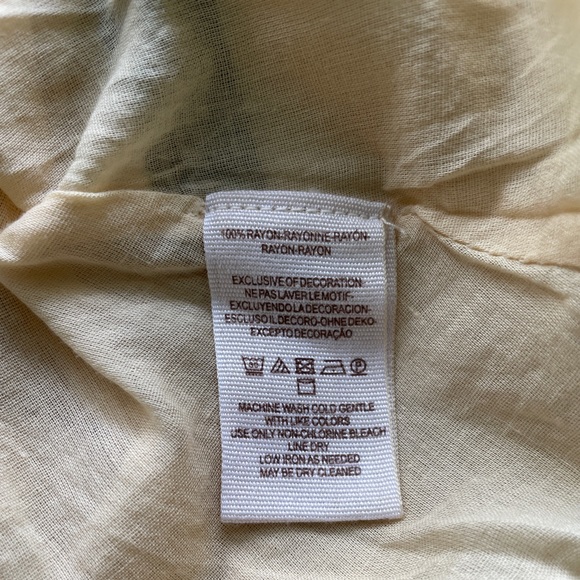 100% RAYON-RAYONNE-RAYÓN-
RAYON-RAYON
EXCLUSIVE OF DECORATION
NE PAS LAVER LE MOTIF-
EXCLUYENDO LA DECORACION-
ESCLUSO IL DECORO-OHNE DEKO-
EXCEPTO DECORAÇÃO
MACHINE WASH COLD GENTLE
WITH LIKE COLORS
USE ONLY NON-CHLORINE BLEACH
LINE DRY
LOW IRON AS NEEDED
MAY BE DRY CLEANED